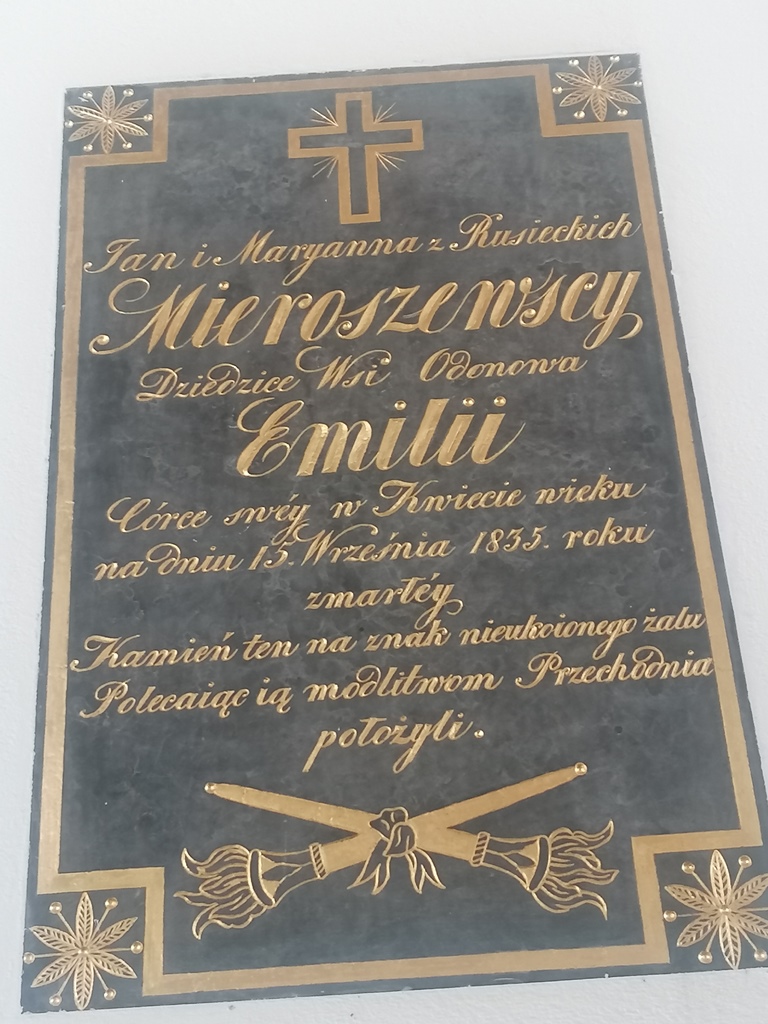 Jan i Maryanna z Rusieckich
Mieroszewscy
Dziedzice Wsi Odonowa
Emilii
Córce swéy w Kwiecie wieku
na dniu 15. Września 1835. roku
zmarłéy
Kamień ten na znak nieukoionego żalu
Polecaiąc ią modlitwom Przechodnia
położyli.